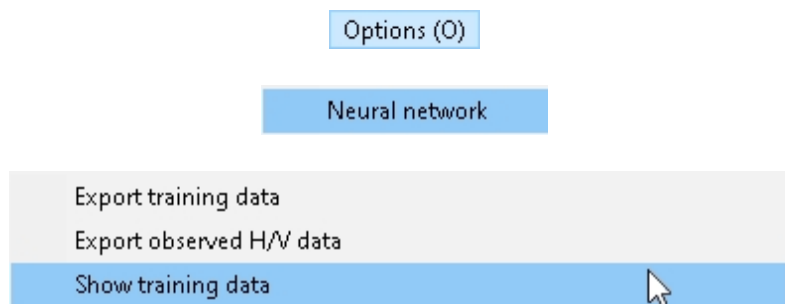 Options (O)
Neural network
Export training data
Export observed H/V data
Show training data